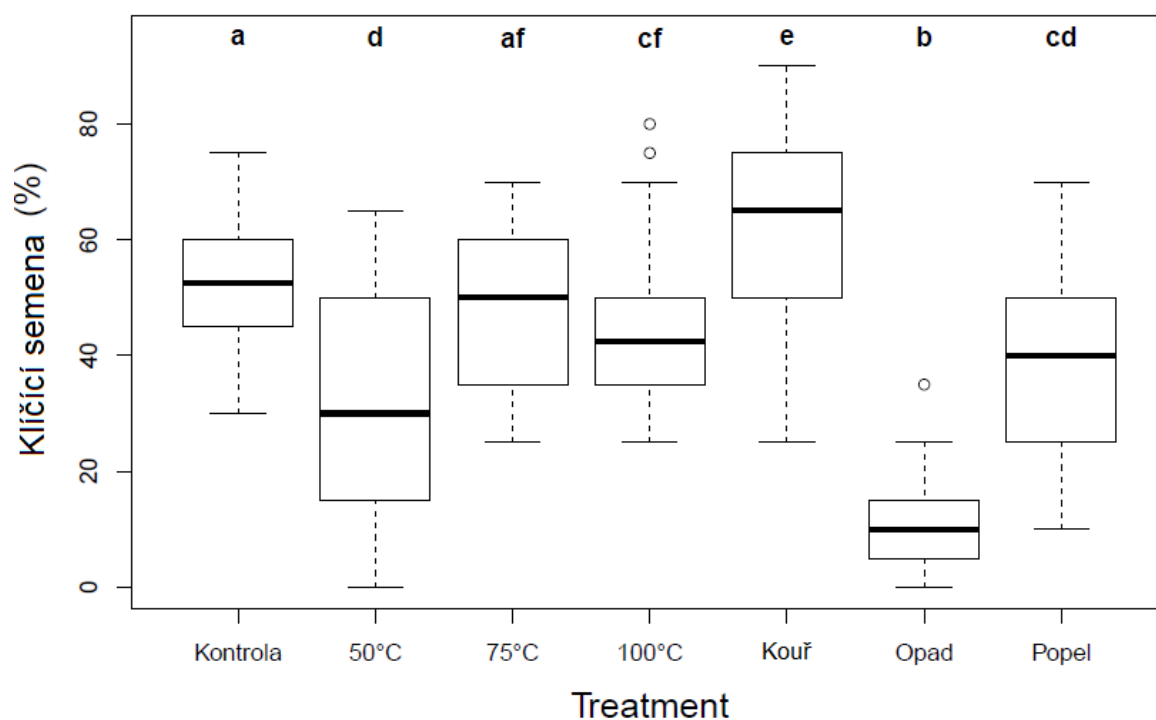 a d af cf e b cd
Klíčící semena (%)
80
60
40
20
0
Kontrola 50°C 75°C 100°C Kouř Opad Popel
Treatment